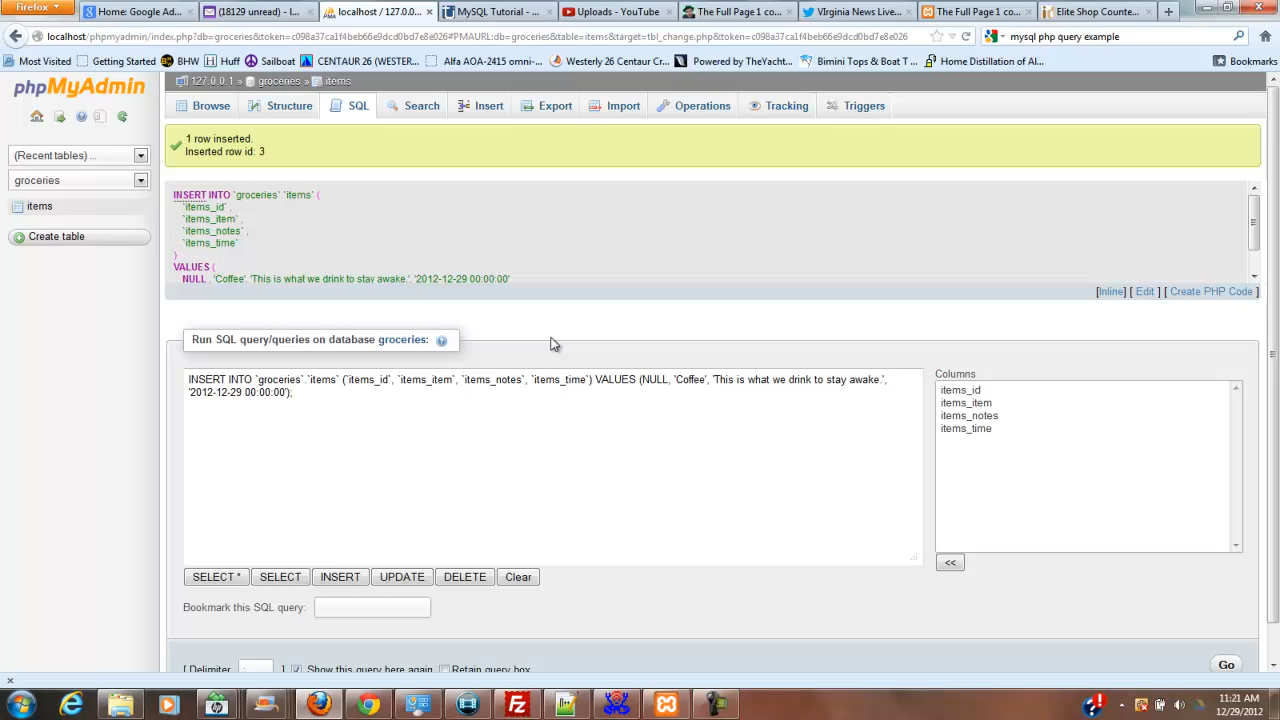 Firefox
Home: Google Ad...
(18129 unread) - l...
localhost / 127.0.0...
MySQL Tutorial - ...
Uploads - YouTube
The Full Page 1 co...
VIrginia News Live...
The Full Page 1 co...
Elite Shop Counte...
localhost/phpmyadmin/index.php?db=groceries&token=c098a37ca1f4beb66e9dcd0bd7e8e026#PMAURL:db=groceries&table=items&target=tbl_change.php&token=c098a37ca1f4beb66e9dcd0bd7e8e026
mysql php query example
Most Visited
Getting Started
BHW
Huff
Sailboat
CENTAUR 26 (WESTER...
Alfa AOA-2415 omni-...
Westerly 26 Centaur Cr...
Powered by TheYacht...
Bimini Tops & Boat T...
Home Distillation of Al...
Bookmarks
phpMyAdmin
127.0.0.1 » groceries » items
Browse
Structure
SQL
Search
Insert
Export
Import
Operations
Tracking
Triggers
1 row inserted.
Inserted row id: 3
(Recent tables) ...
groceries
items
Create table
INSERT INTO `groceries`.`items` (
`items_id` ,
`items_item` ,
`items_notes` ,
`items_time`
)
VALUES (
NULL , 'Coffee', 'This is what we drink to stay awake.', '2012-12-29 00:00:00'
[Inline] [ Edit ] [ Create PHP Code ]
Run SQL query/queries on database groceries:
INSERT INTO `groceries`.`items` (`items_id`, `items_item`, `items_notes`, `items_time`) VALUES (NULL, 'Coffee', 'This is what we drink to stay awake.',
'2012-12-29 00:00:00');
Columns
items_id
items_item
items_notes
items_time
<<
SELECT *
SELECT
INSERT
UPDATE
DELETE
Clear
Bookmark this SQL query:
[ Delimiter ; ]
Show this query here again
Retain query box
Go
11:21 AM
12/29/2012